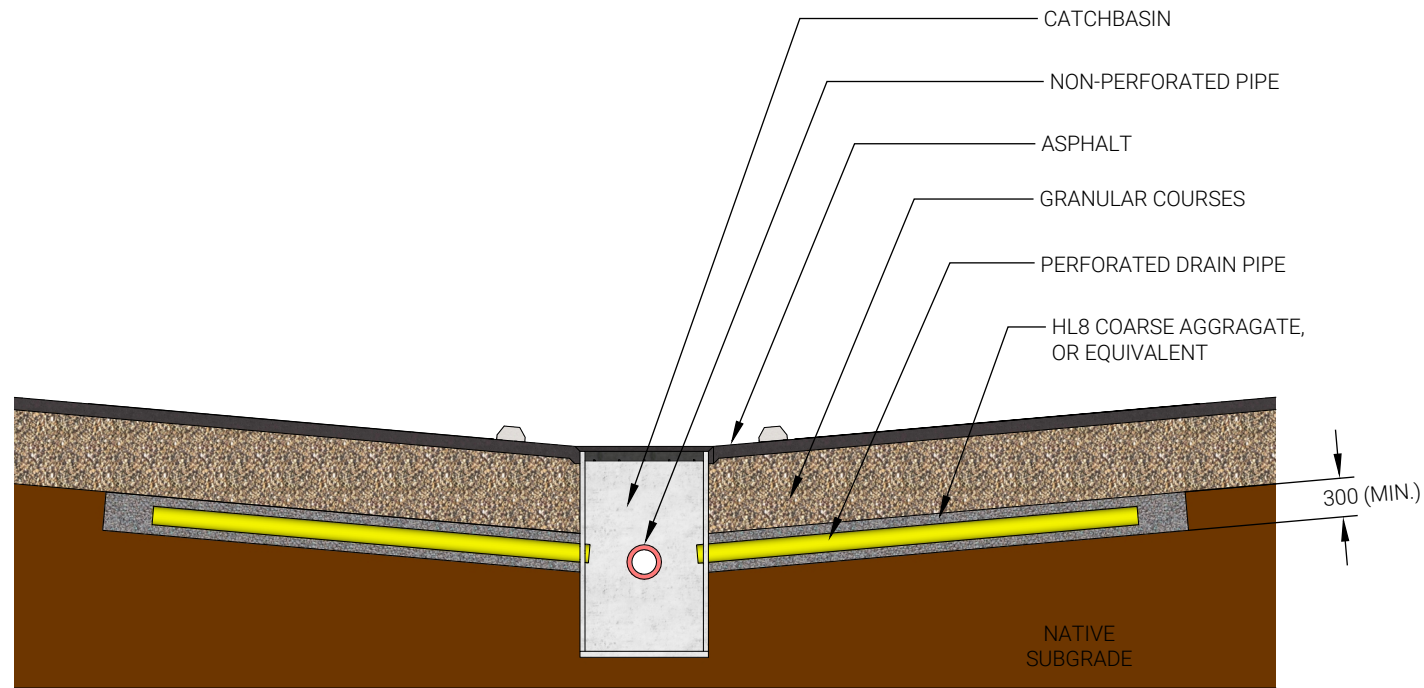 CATCHBASIN
NON-PERFORATED PIPE
ASPHALT
GRANULAR COURSES
PERFORATED DRAIN PIPE
HL8 COARSE AGGRAGATE,
OR EQUIVALENT
300 (MIN.)
NATIVE
SUBGRADE